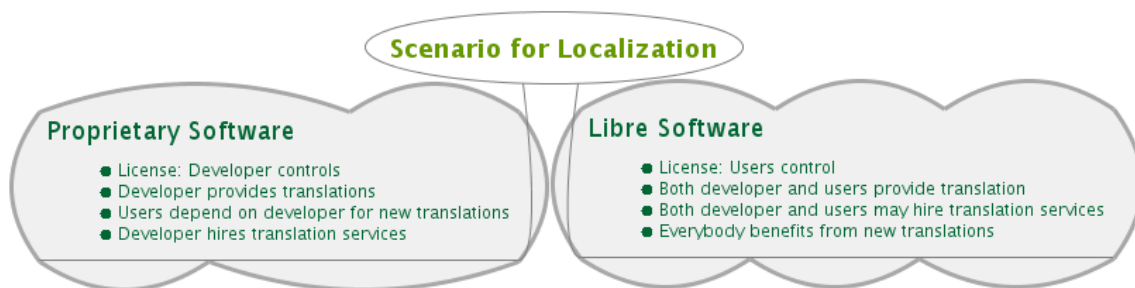 Scenario for Localization
Proprietary Software
● License: Developer controls
● Developer provides translations
● Users depend on developer for new translations
● Developer hires translation services
Libre Software
● License: Users control
● Both developer and users provide translation
● Both developer and users may hire translation services
● Everybody benefits from new translations